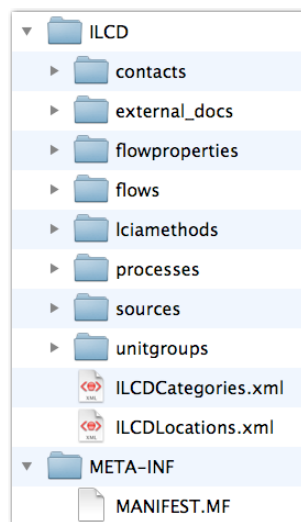 ILCD
contacts
external_docs
flowproperties
flows
lciamethods
processes
sources
unitgroups
ILCDCategories.xml
ILCDLocations.xml
META-INF
MANIFEST.MF